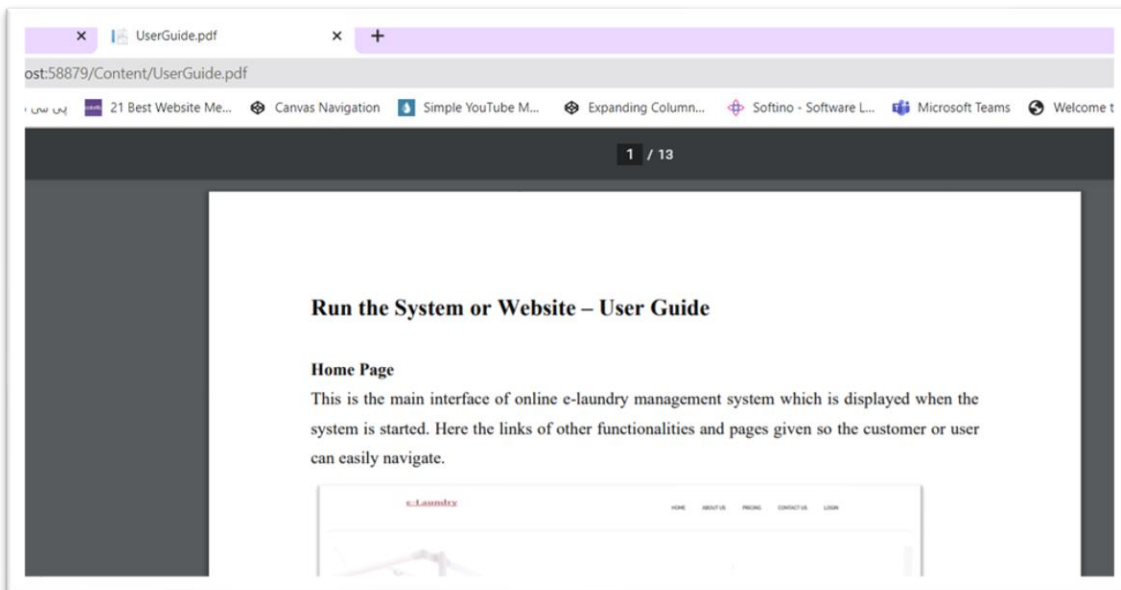 UserGuide.pdf
ost:58879/Content/UserGuide.pdf
پی سی 21 Best Website Me... Canvas Navigation Simple YouTube M... Expanding Column... Softino - Software L... Microsoft Teams Welcome t
1 / 13
Run the System or Website – User Guide
Home Page
This is the main interface of online e-laundry management system which is displayed when the
system is started. Here the links of other functionalities and pages given so the customer or user
can easily navigate.
e-Laundry HOME ABOUT US PRICING CONTACT US LOGIN